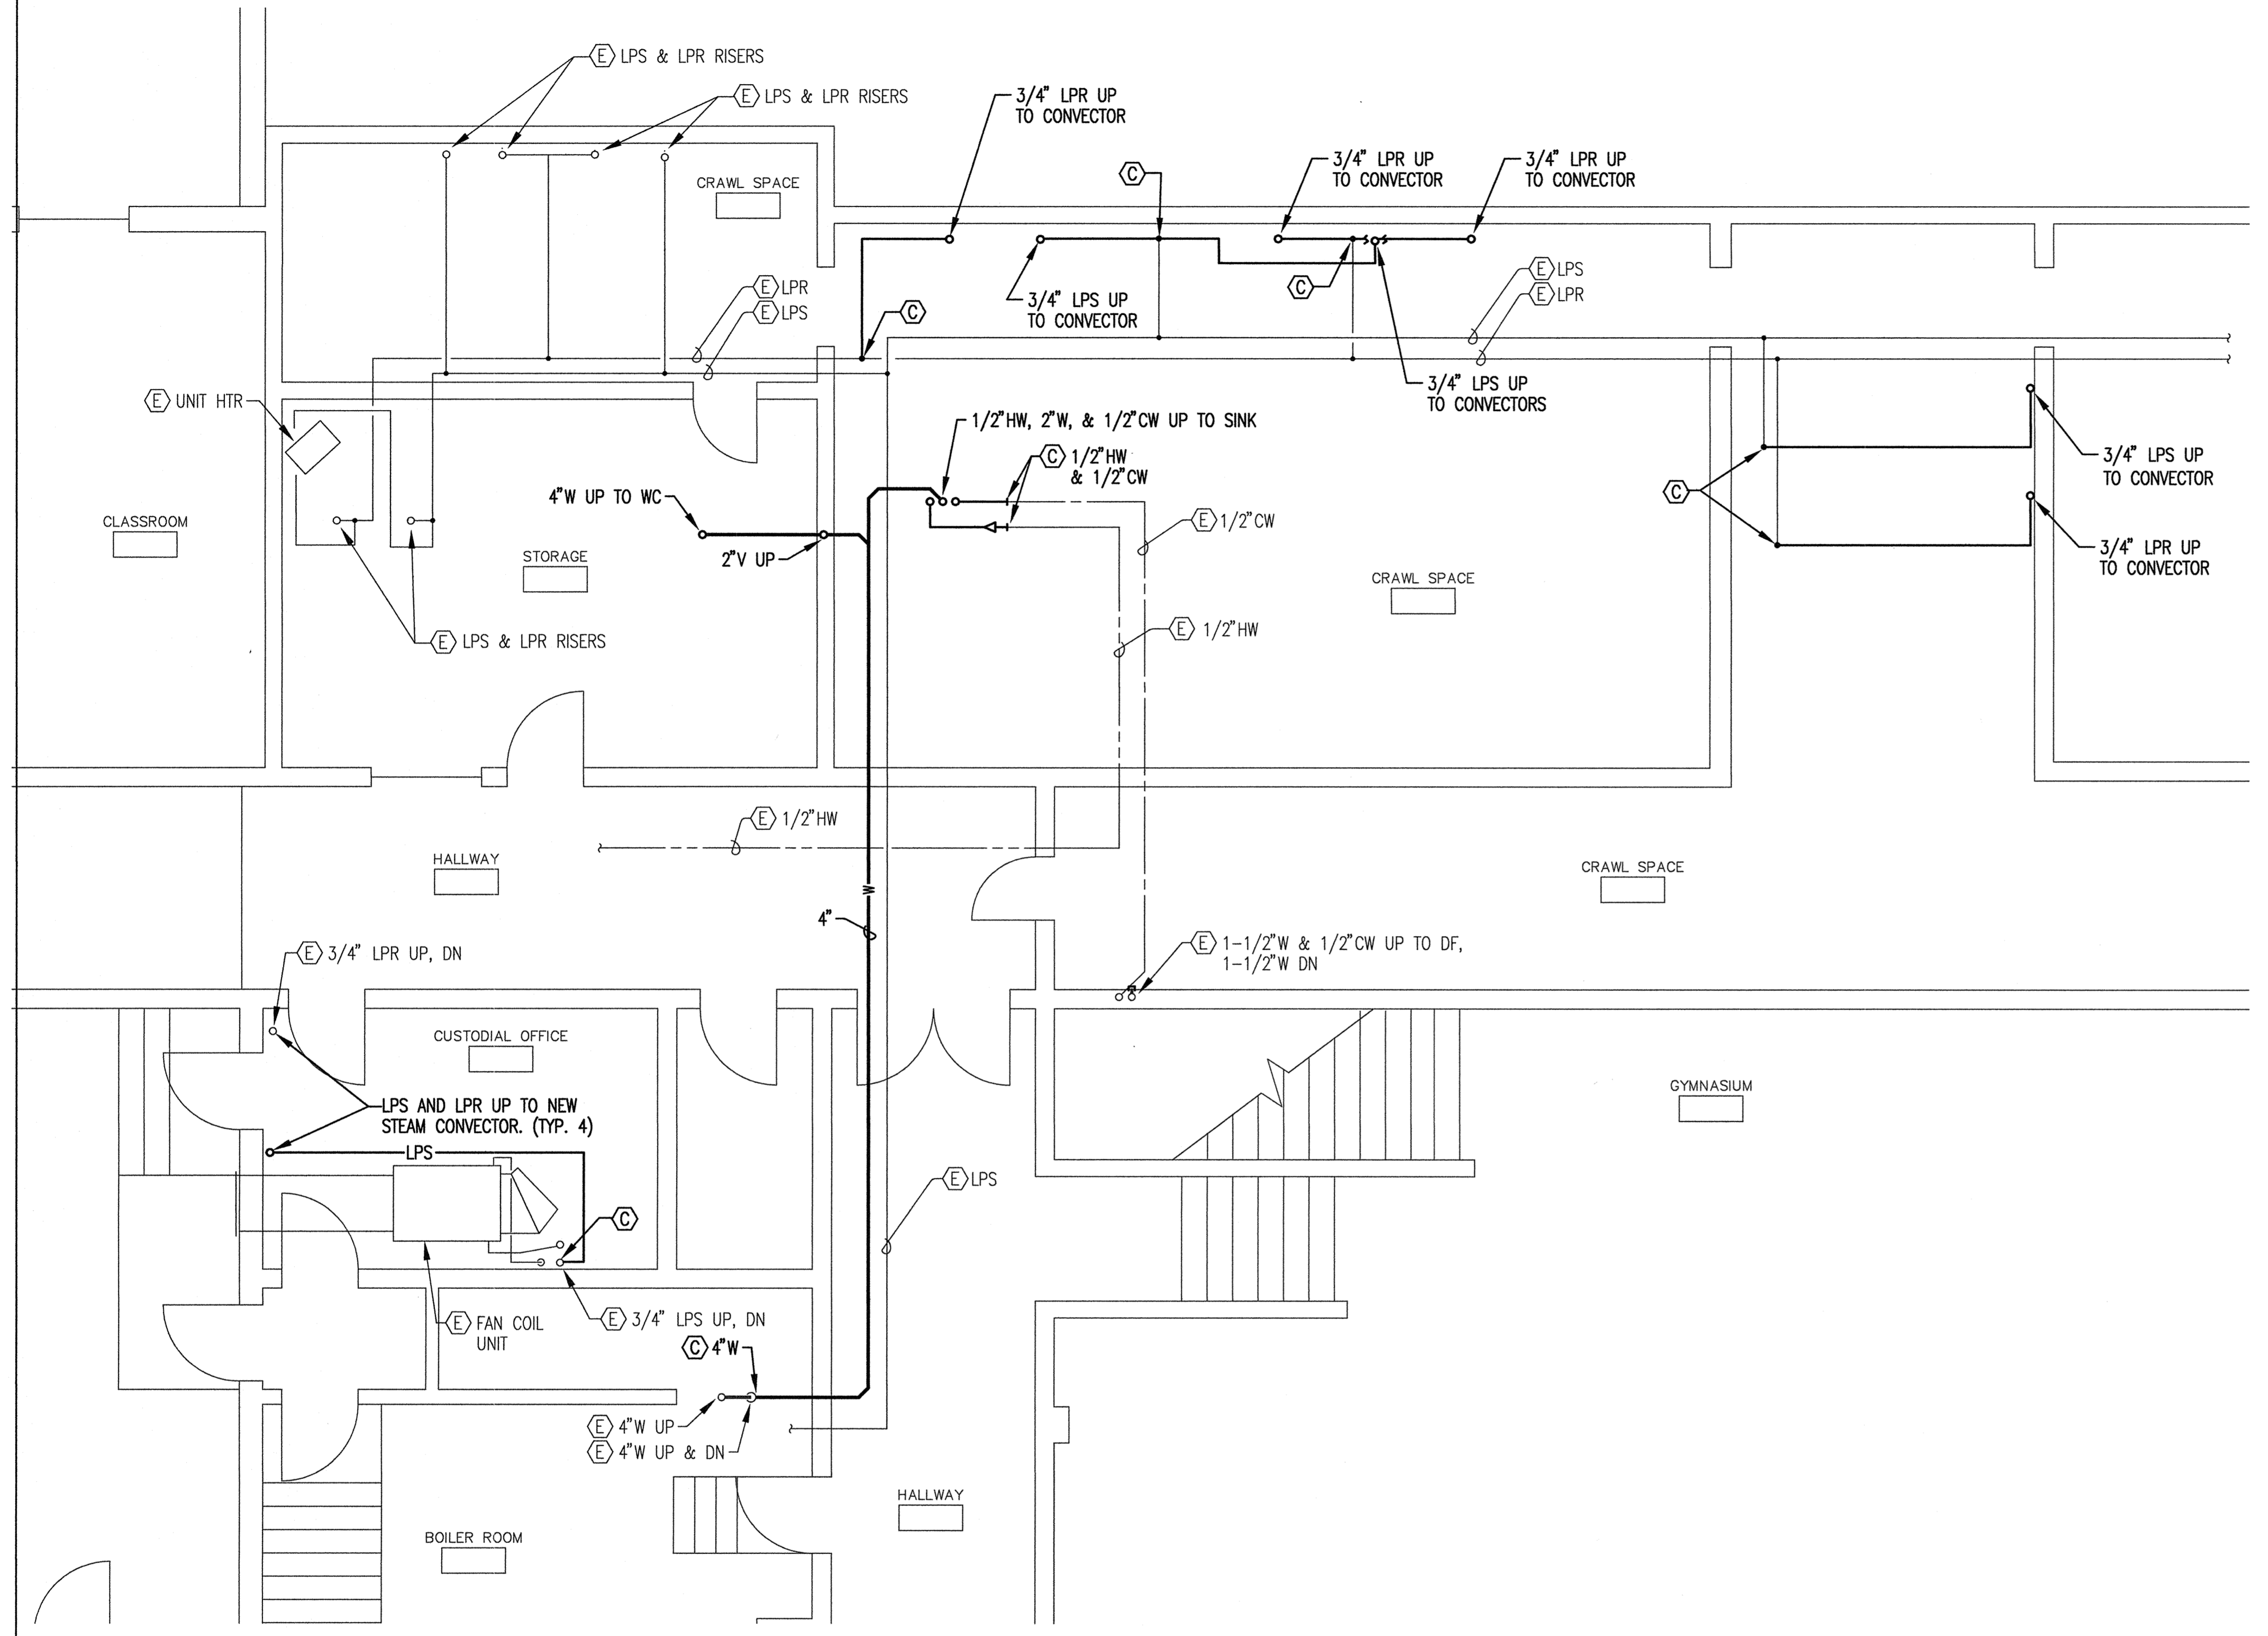 E LPS & LPR RISERS
E LPS & LPR RISERS
3/4" LPR UP
TO CONVECTOR
C
3/4" LPR UP
TO CONVECTOR
3/4" LPR UP
TO CONVECTOR
CRAWL SPACE
E LPR
E LPS
C
3/4" LPS UP
TO CONVECTOR
C
E LPS
E LPR
3/4" LPS UP
TO CONVECTORS
E UNIT HTR
1/2"HW, 2"W, & 1/2"CW UP TO SINK
C 1/2"HW
& 1/2"CW
3/4" LPS UP
TO CONVECTOR
C
4"W UP TO WC
CLASSROOM
E 1/2"CW
STORAGE
2"V UP
3/4" LPR UP
TO CONVECTOR
CRAWL SPACE
E 1/2"HW
E LPS & LPR RISERS
E 1/2"HW
HALLWAY
CRAWL SPACE
W
4"
E 3/4" LPR UP, DN
E 1-1/2"W & 1/2"CW UP TO DF,
1-1/2"W DN
CUSTODIAL OFFICE
GYMNASIUM
LPS AND LPR UP TO NEW
STEAM CONVECTOR. (TYP. 4)
LPS
E LPS
C
E FAN COIL
UNIT
E 3/4" LPS UP, DN
C 4"W
E 4"W UP
E 4"W UP & DN
HALLWAY
BOILER ROOM